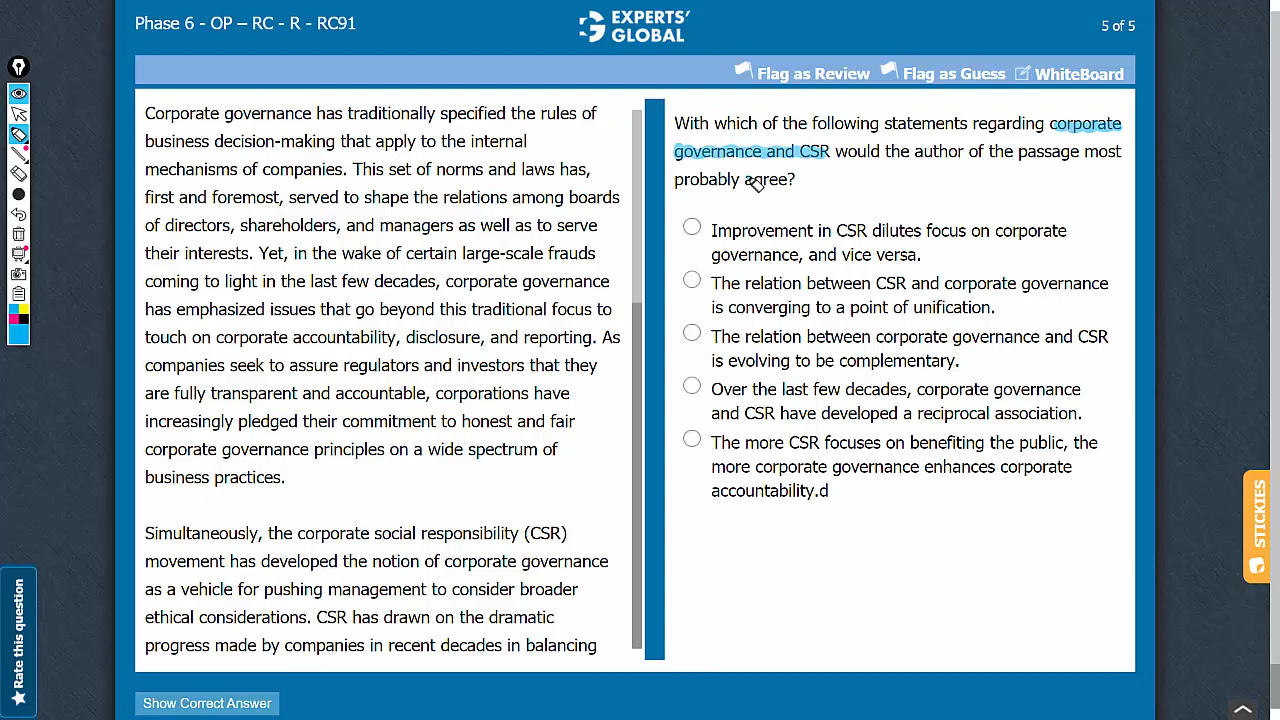 Phase 6 - OP – RC - R - RC91
EXPERTS’
GLOBAL
5 of 5
Flag as Review
Flag as Guess
WhiteBoard
Corporate governance has traditionally specified the rules of
business decision-making that apply to the internal
mechanisms of companies. This set of norms and laws has,
first and foremost, served to shape the relations among boards
of directors, shareholders, and managers as well as to serve
their interests. Yet, in the wake of certain large-scale frauds
coming to light in the last few decades, corporate governance
has emphasized issues that go beyond this traditional focus to
touch on corporate accountability, disclosure, and reporting. As
companies seek to assure regulators and investors that they
are fully transparent and accountable, corporations have
increasingly pledged their commitment to honest and fair
corporate governance principles on a wide spectrum of
business practices.
Simultaneously, the corporate social responsibility (CSR)
movement has developed the notion of corporate governance
as a vehicle for pushing management to consider broader
ethical considerations. CSR has drawn on the dramatic
progress made by companies in recent decades in balancing
With which of the following statements regarding corporate
governance and CSR would the author of the passage most
probably agree?
Improvement in CSR dilutes focus on corporate
governance, and vice versa.
The relation between CSR and corporate governance
is converging to a point of unification.
The relation between corporate governance and CSR
is evolving to be complementary.
Over the last few decades, corporate governance
and CSR have developed a reciprocal association.
The more CSR focuses on benefiting the public, the
more corporate governance enhances corporate
accountability.d
STICKIES
Rate this question
Show Correct Answer